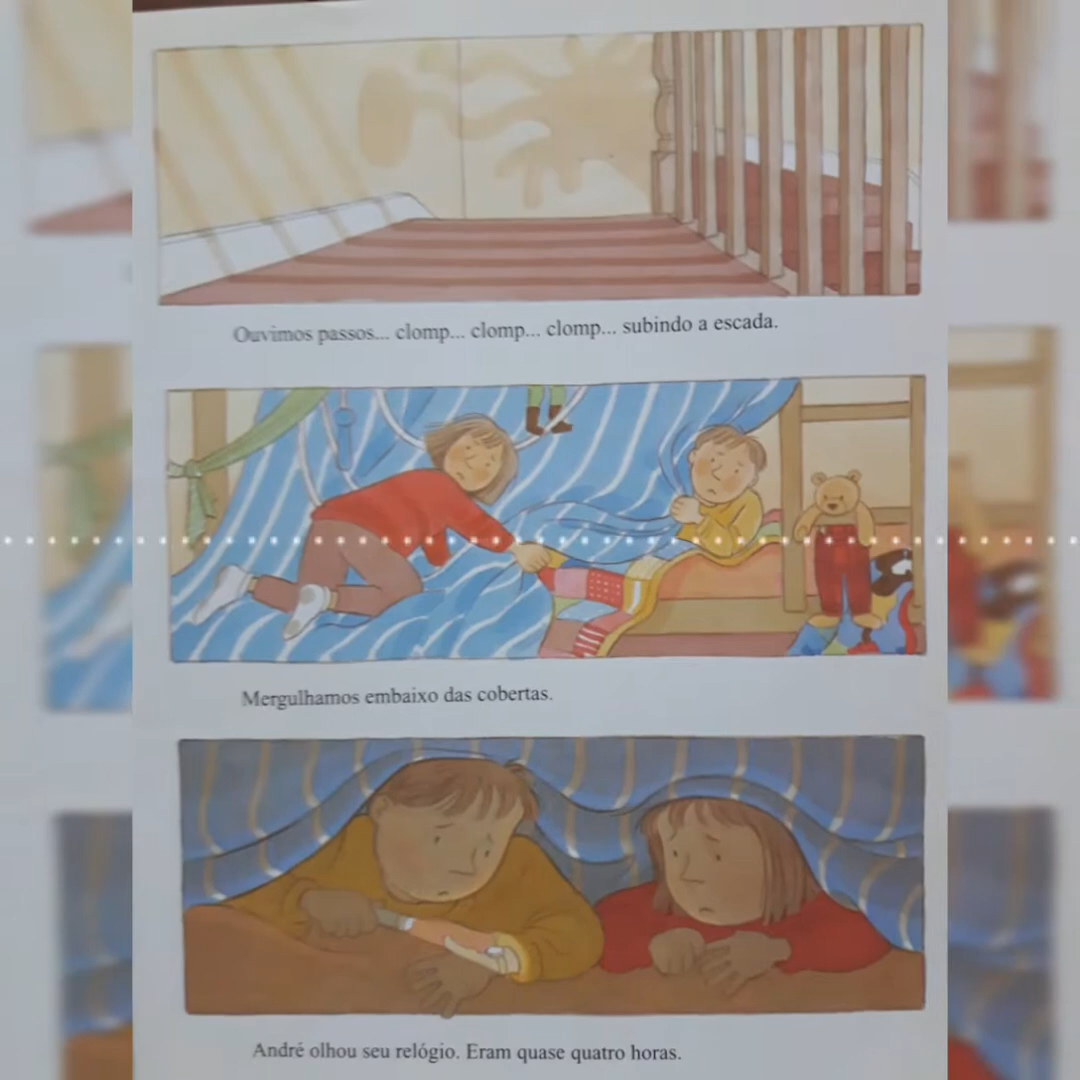 Ouvimos passos... clomp... clomp... clomp... subindo a escada.
Mergulhamos embaixo das cobertas.
André olhou seu relógio. Eram quase quatro horas.